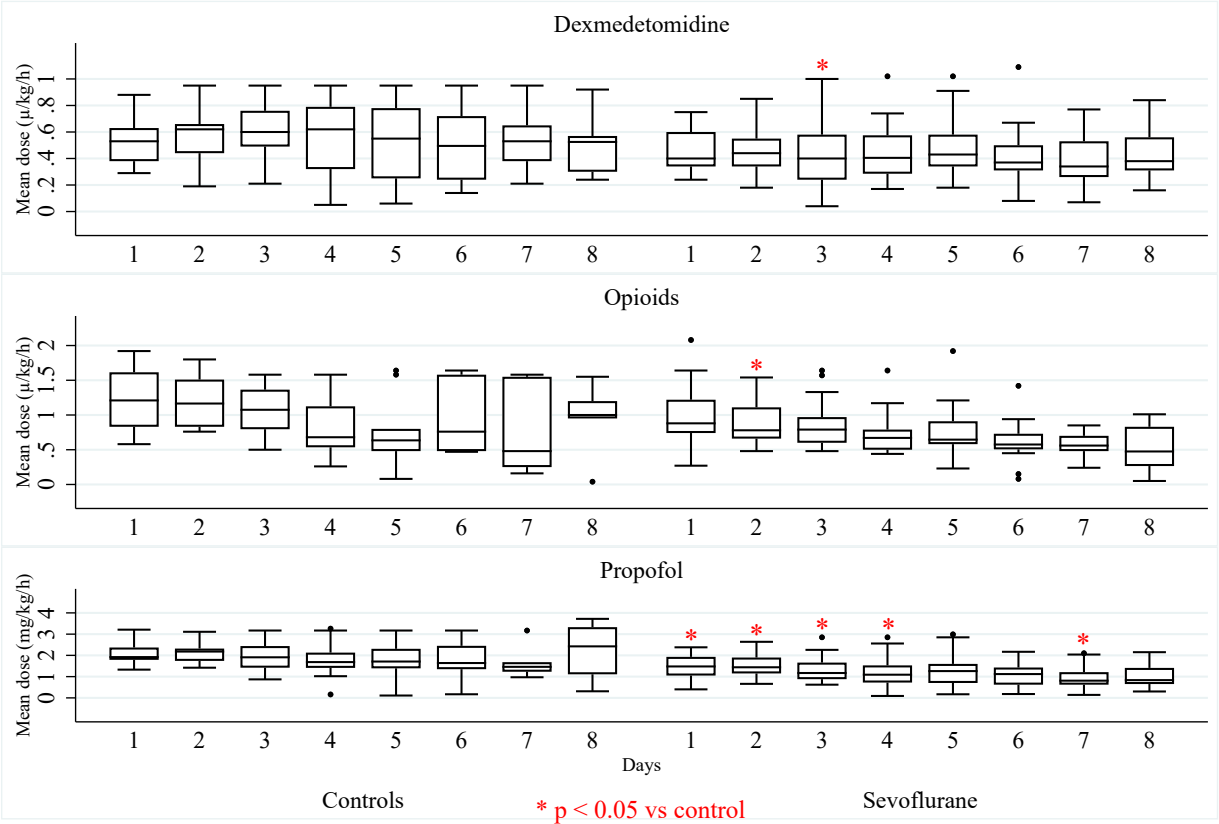 Dexmedetomidine
Mean dose (µ/kg/h)
1
.8
.6
.4
.2
0
*
1 2 3 4 5 6 7 8 1 2 3 4 5 6 7 8
Opioids
Mean dose (µ/kg/h)
2
1.5
1
.5
0
*
1 2 3 4 5 6 7 8 1 2 3 4 5 6 7 8
Propofol
Mean dose (mg/kg/h)
4
3
2
1
0
* * * * *
1 2 3 4 5 6 7 8 1 2 3 4 5 6 7 8
Days
Controls Sevoflurane
* p < 0.05 vs control